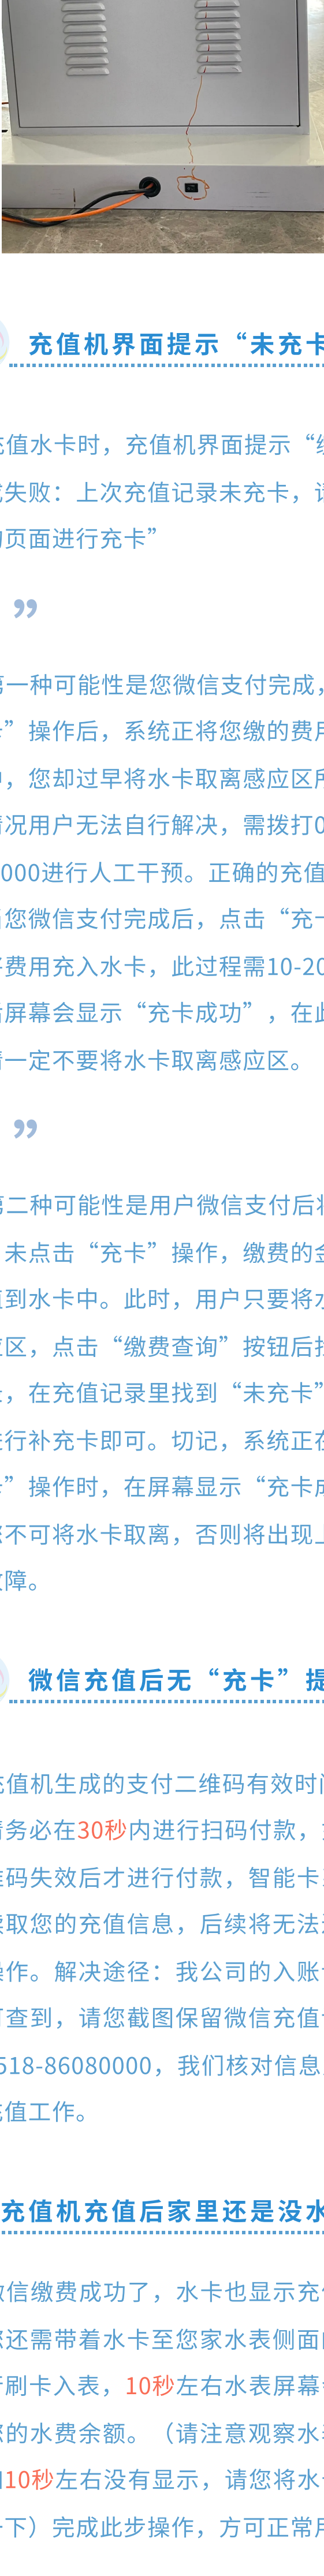 充值机界面提示“未充卡
值水卡时，充值机界面提示“
失败：上次充值记录未充卡，
页面进行充卡”
”
一种可能性是您微信支付完成，
”操作后，系统正将您缴的费用
，您却过早将水卡取离感应区
情况用户无法自行解决，需拨打0
000进行人工干预。正确的充值
您微信支付完成后，点击“充卡
费用充入水卡，此过程需10-20
屏幕会显示“充卡成功”，在此
请一定不要将水卡取离感应区。
”
第二种可能性是用户微信支付后将
未点击“充卡”操作，缴费的金
值到水卡中。此时，用户只要将水
应区，点击“缴费查询”按钮后
，在充值记录里找到“未充卡”
进行补充卡即可。切记，系统正在
”操作时，在屏幕显示“充卡成
不可将水卡取离，否则将出现上
故障。
微信充值后无“充卡”提
充值机生成的支付二维码有效时间
请务必在30秒内进行扫码付款，
维码失效后才进行付款，智能卡
读取您的充值信息，后续将无法
操作。解决途径：我公司的入账
可查到，请您截图保留微信充值
518-86080000，我们核对信息
充值工作。
充值机充值后家里还是没水
微信缴费成功了，水卡也显示充
您还需带着水卡至您家水表侧面
行刷卡入表，10秒左右水表屏幕
您的水费余额。（请注意观察水
10秒左右没有显示，请您将水
一下）完成此步操作，方可正常用